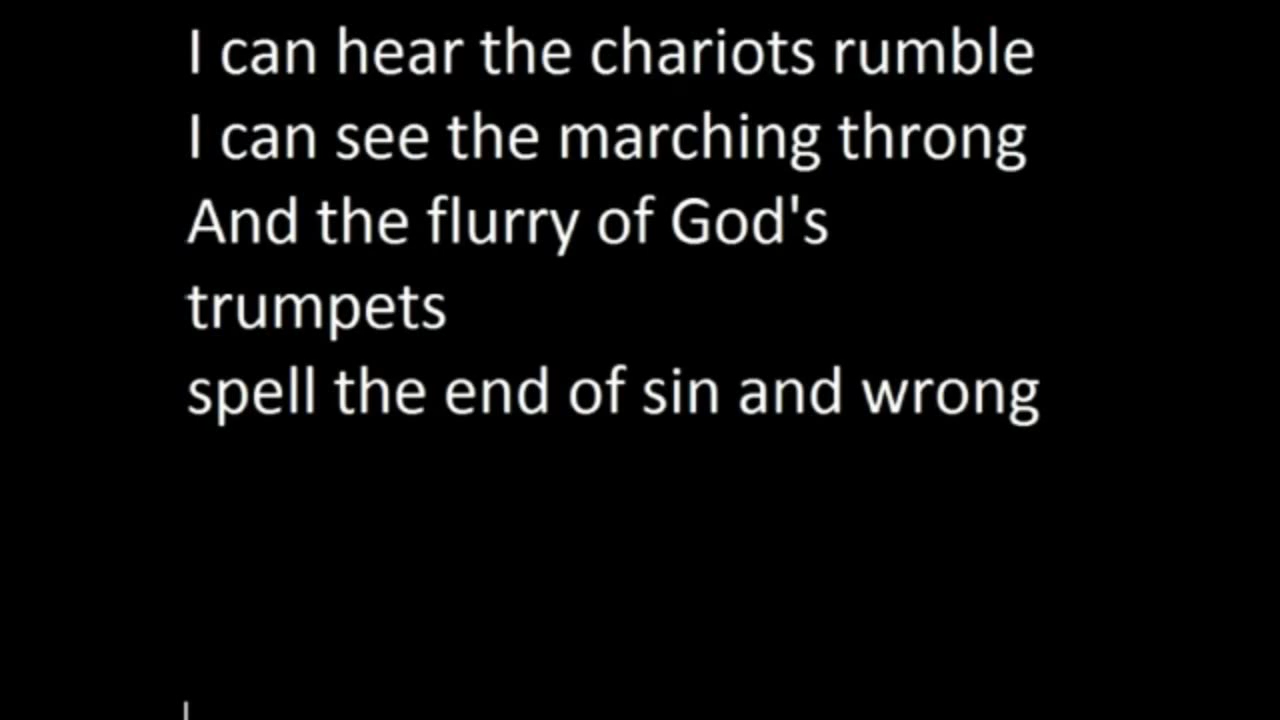 I can hear the chariots rumble
I can see the marching throng
And the flurry of God's
trumpets
spell the end of sin and wrong